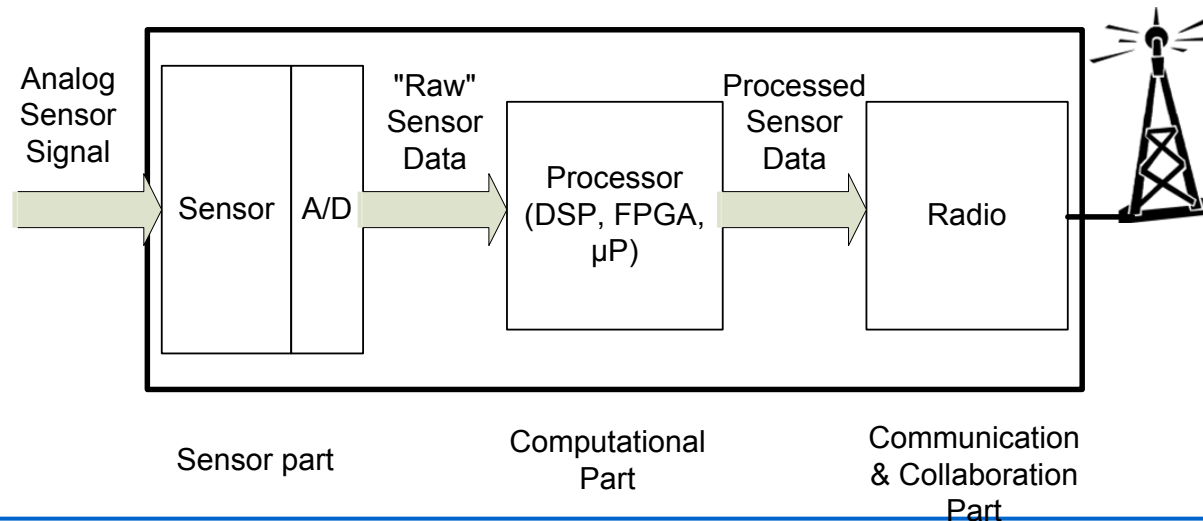 Analog
Sensor
Signal
Sensor
A/D
"Raw"
Sensor
Data
Processor
(DSP, FPGA,
µP)
Processed
Sensor
Data
Radio
Sensor part
Computational
Part
Communication
& Collaboration
Part